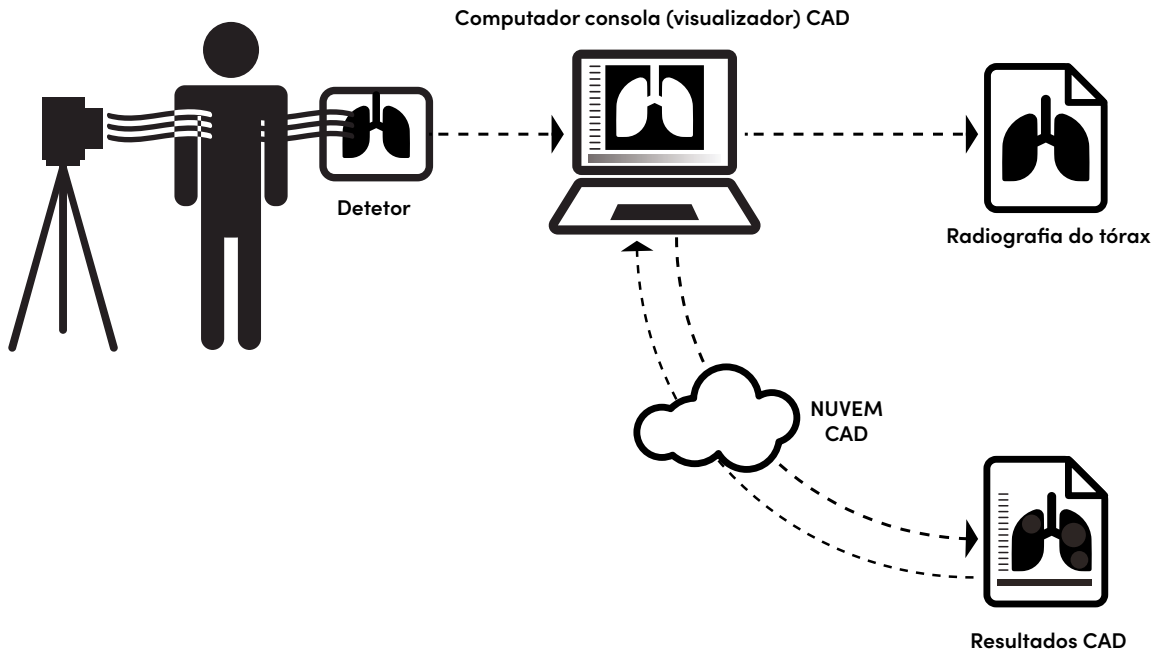 Computador consola (visualizador) CAD
Detetor
Radiografia do tórax
NUVEM
CAD
Resultados CAD